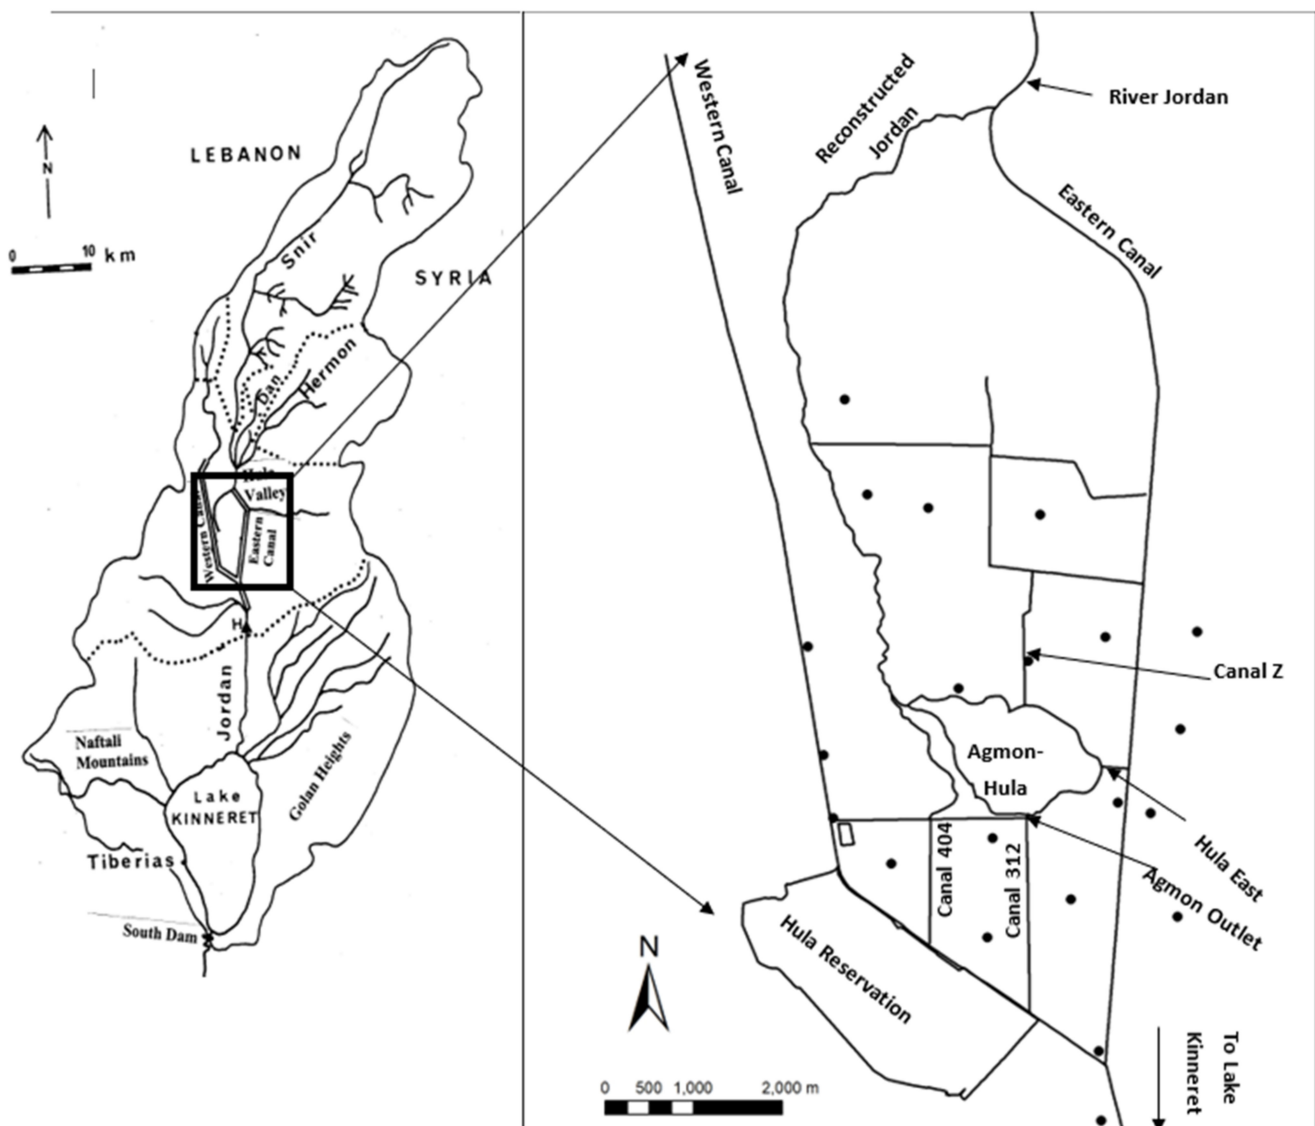 LEBANON
N
0 10 km
Snir
SYRIA
Dan
Hermon
Hula
Valley
Western Canal
Eastern
Canal
H
Jordan
Naftali
Mountains
Golan Heights
Lake
KINNERET
Tiberias
South Dam
Western Canal
Reconstructed
Jordan
River Jordan
Eastern Canal
Canal Z
Agmon-
Hula
Hula East
Agmon Outlet
Canal 404
Canal 312
Hula Reservation
N
0 500 1,000 2,000 m
To Lake
Kinneret